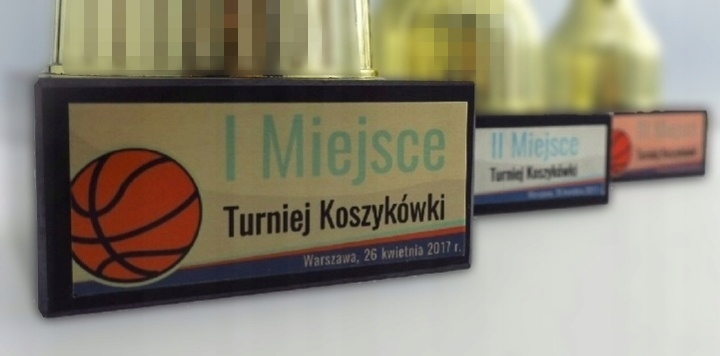 I Miejsce
Turniej Koszykówki
Warszawa, 26 kwietnia 2017 r.
II Miejsce
Turniej Koszykówki